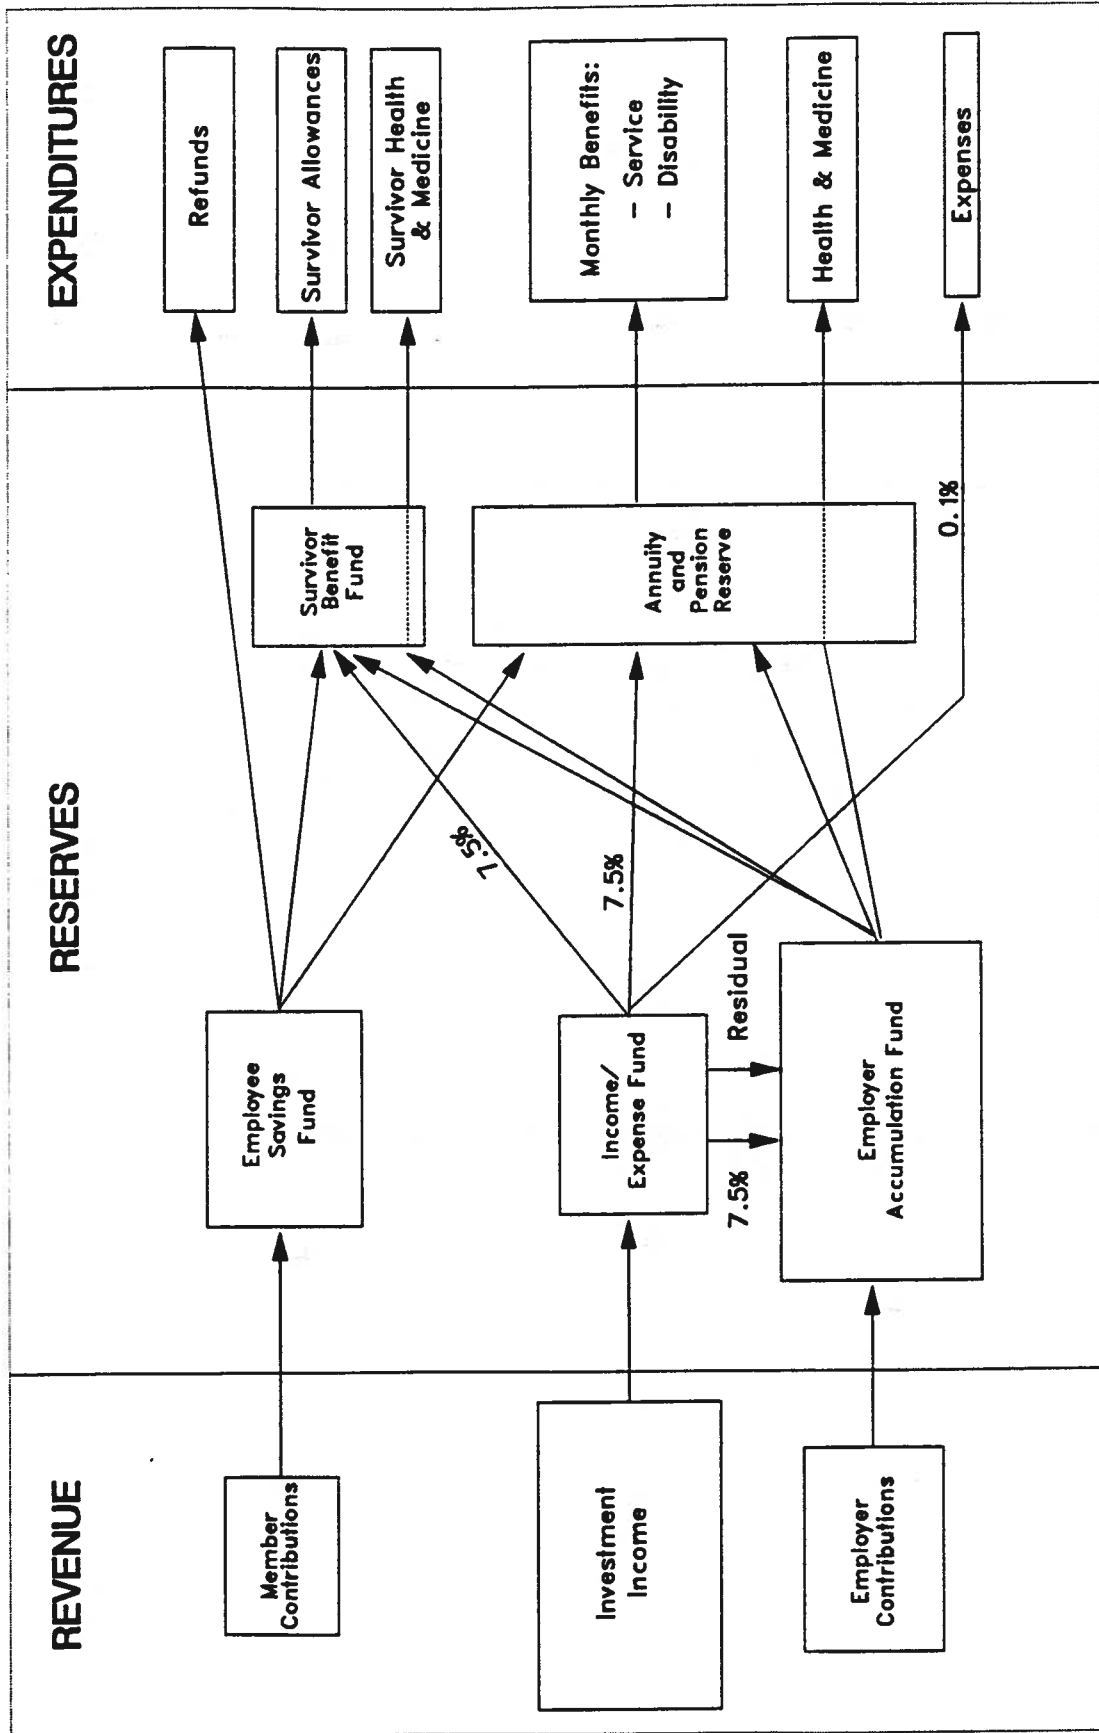 REVENUE
RESERVES
EXPENDITURES
Member
Contributions
Investment
Income
Employer
Contributions
Employee
Savings
Fund
Income/
Expense Fund
7.5%
Residual
Employer
Accumulation Fund
7.5%
7.5%
0.1%
Survivor
Benefit
Fund
Annuity
and
Pension
Reserve
Refunds
Survivor Allowances
Survivor Health
& Medicine
Monthly Benefits:
– Service
– Disability
Health & Medicine
Expenses